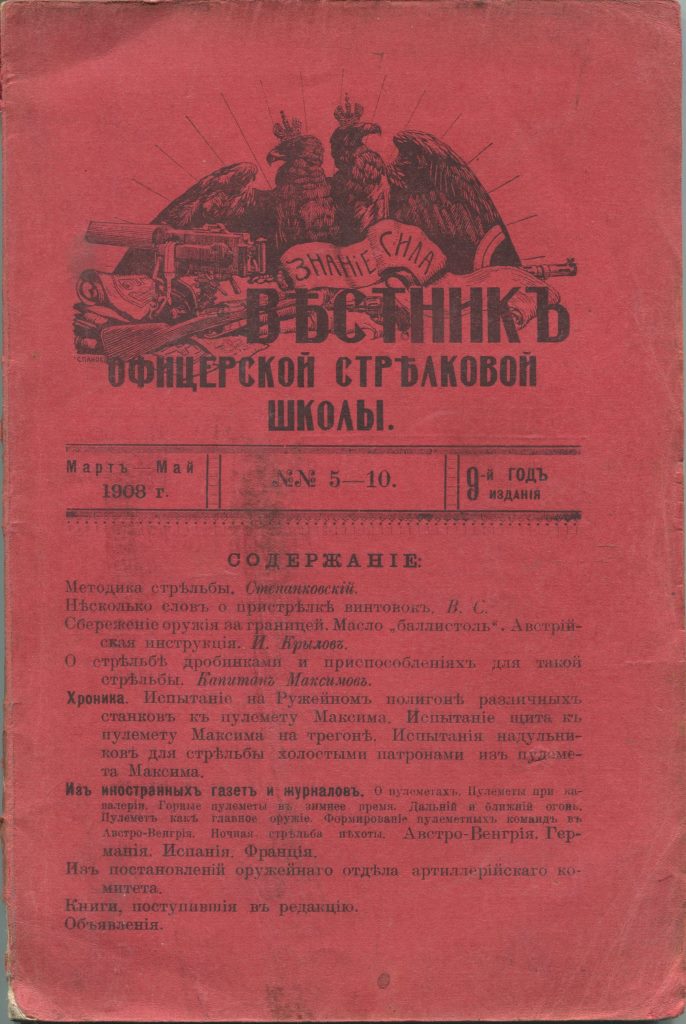 ЗНАНІЕ СИЛА
ВѢСТНИКЪ
ОФИЦЕРСКОЙ СТРѢЛКОВОЙ
ШКОЛЫ.
Мартъ—Май
1908 г.
№№ 5—10.
9-й ГОДЪ
ИЗДАНІЯ
СОДЕРЖАНІЕ:
Методика стрѣльбы. Степанковскій.
Нѣсколько словъ о пристрѣлкѣ винтовокъ. В. С.
Сбереженіе оружія за границей. Масло „баллистоль“. Австрій-
ская инструкція. И. Крыловъ.
О стрѣльбѣ дробинками и приспособленіяхъ для такой
стрѣльбы. Капитанъ Максимовъ.
Хроника. Испытаніе на Ружейномъ полигонѣ различныхъ
станковъ къ пулемету Максима. Испытаніе щита къ
пулемету Максима на трегонѣ. Испытанія надульни-
ковъ для стрѣльбы холостыми патронами изъ пулеме-
та Максима.
Изъ иностранныхъ газетъ и журналовъ. О пулеметахъ. Пулеметы при ка-
валеріи. Горные пулеметы въ зимнее время. Дальній и ближній огонь.
Пулеметъ какъ главное оружіе. Формированіе пулеметныхъ командъ въ
Австро-Венгріи. Ночная стрѣльба пѣхоты. Австро-Венгрія. Гер-
манія. Испанія. Франція.
Изъ постановленій оружейнаго отдѣла артиллерійскаго ко-
митета.
Книги, поступившія въ редакцію.
Объявленія.